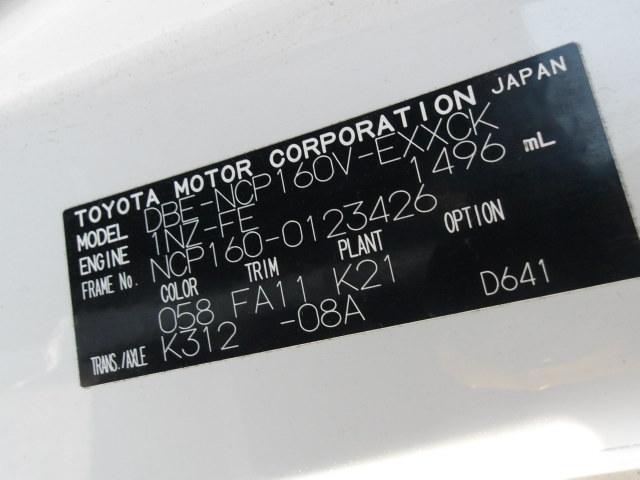 TOYOTA MOTOR CORPORATION JAPAN
MODEL DBE-NCP160V-EXXCK
ENGINE 1NZ-FE 1496 mL
FRAME No. NCP160-0123426
COLOR TRIM PLANT OPTION
058 FA11 K21
TRANS./AXLE K312 -08A D641